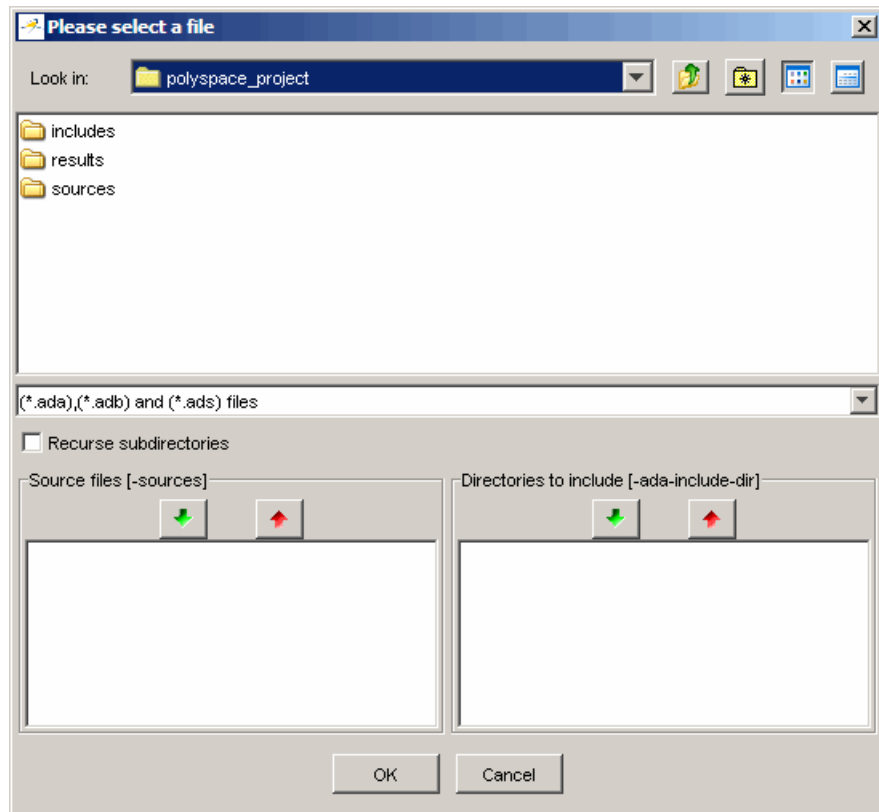 Please select a file
Look in: polyspace_project
includes
results
sources
(*.ada),(*.adb) and (*.ads) files
Recurse subdirectories
Source files [-sources] Directories to include [-ada-include-dir]
OK Cancel